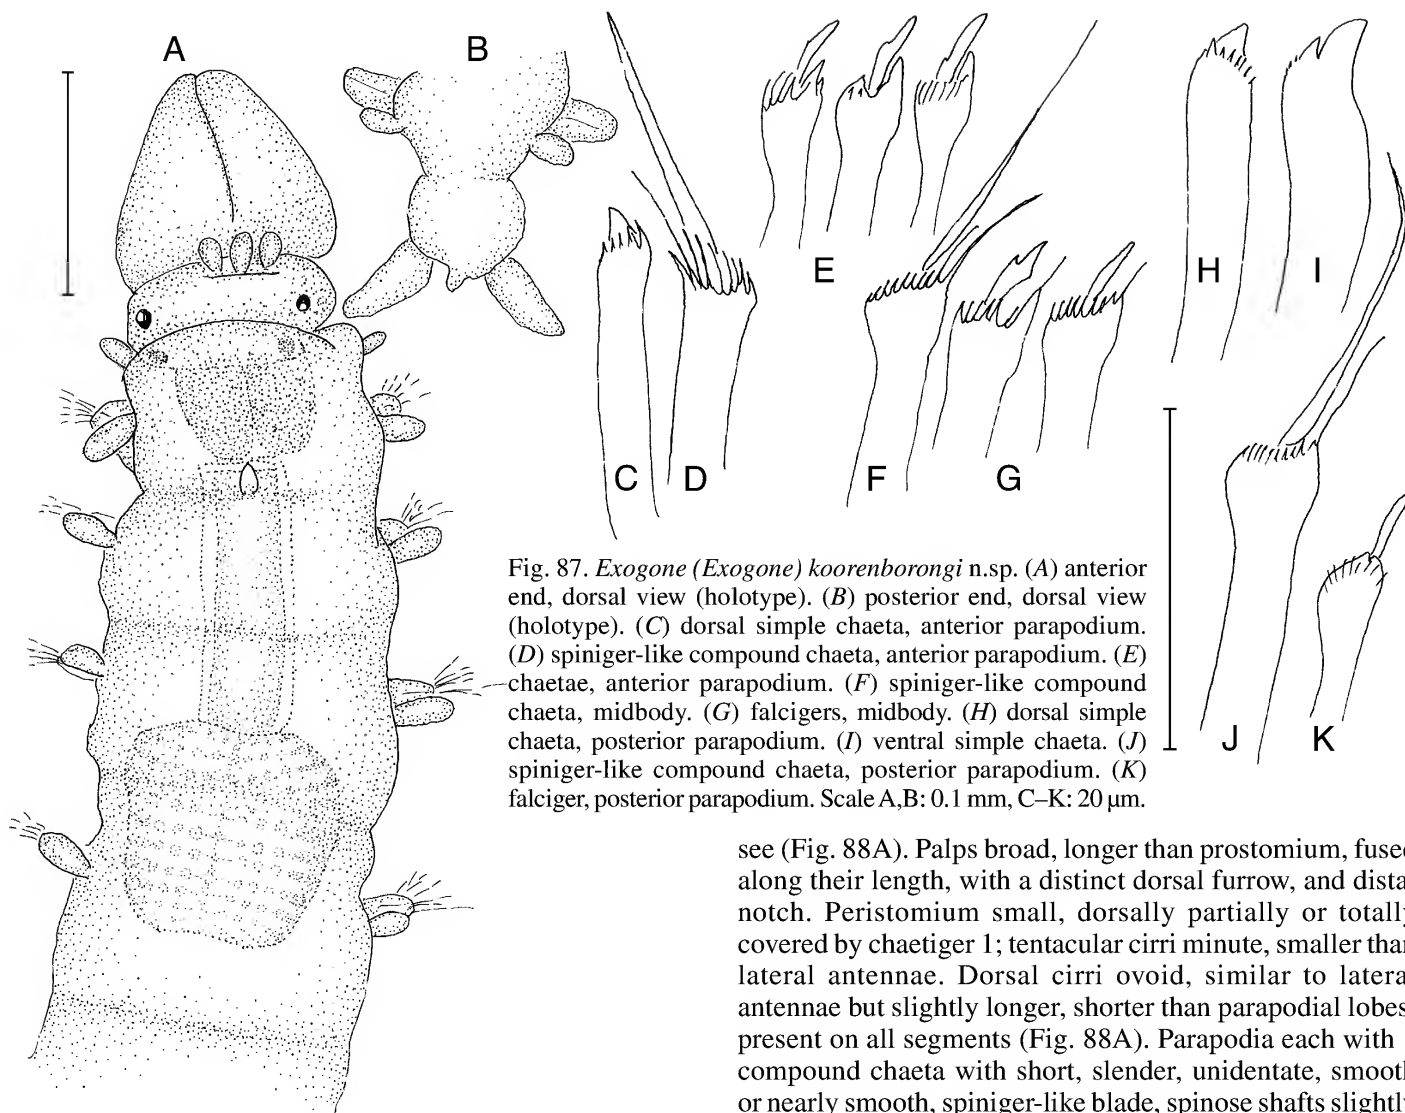 A
B
C
D
E
F
G
H
I
J
K
Fig. 87. Exogone (Exogone) koorenborongi n.sp. (A) anterior
end, dorsal view (holotype). (B) posterior end, dorsal view
(holotype). (C) dorsal simple chaeta, anterior parapodium.
(D) spiniger-like compound chaeta, anterior parapodium. (E)
chaetae, anterior parapodium. (F) spiniger-like compound
chaeta, midbody. (G) falcigers, midbody. (H) dorsal simple
chaeta, posterior parapodium. (I) ventral simple chaeta. (J)
spiniger-like compound chaeta, posterior parapodium. (K)
falciger, posterior parapodium. Scale A,B: 0.1 mm, C–K: 20 µm.
see (Fig. 88A). Palps broad, longer than prostomium,
along their length, with a distinct dorsal furrow, and
notch. Peristomium small, dorsally partially or totally
covered by chaetiger 1; tentacular cirri minute, smaller than
lateral antennae. Dorsal cirri ovoid, similar to
antennae but slightly longer, shorter than parapodial lobes
present on all segments (Fig. 88A). Parapodia each with
compound chaeta with short, slender, unidentate, smooth
or nearly smooth, spiniger-like blade, spinose shafts slightly